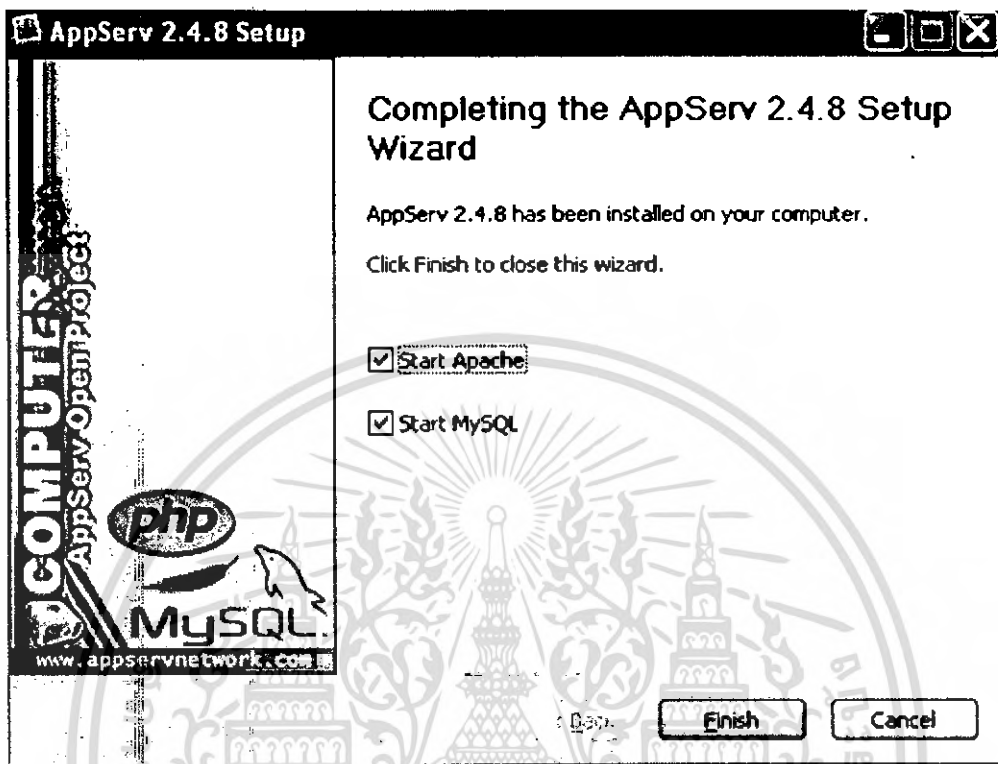 AppServ 2.4.8 Setup
COMPUTER
AppServ Open Project
php
MySQL
www.appservnetwork.com
Completing the AppServ 2.4.8 Setup
Wizard
AppServ 2.4.8 has been installed on your computer.
Click Finish to close this wizard.
Start Apache
Start MySQL
< Back
Finish
Cancel